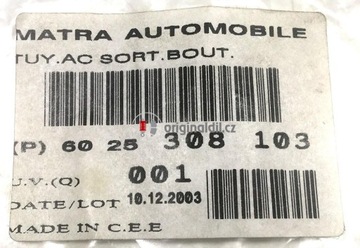 MATRA AUTOMOBILE
TUY.AC SORT.BOUT.
originaldil.cz
(P) 60 25 308 103
U.V.(Q) 001
DATE/LOT 10.12.2003
MADE IN C.E.E